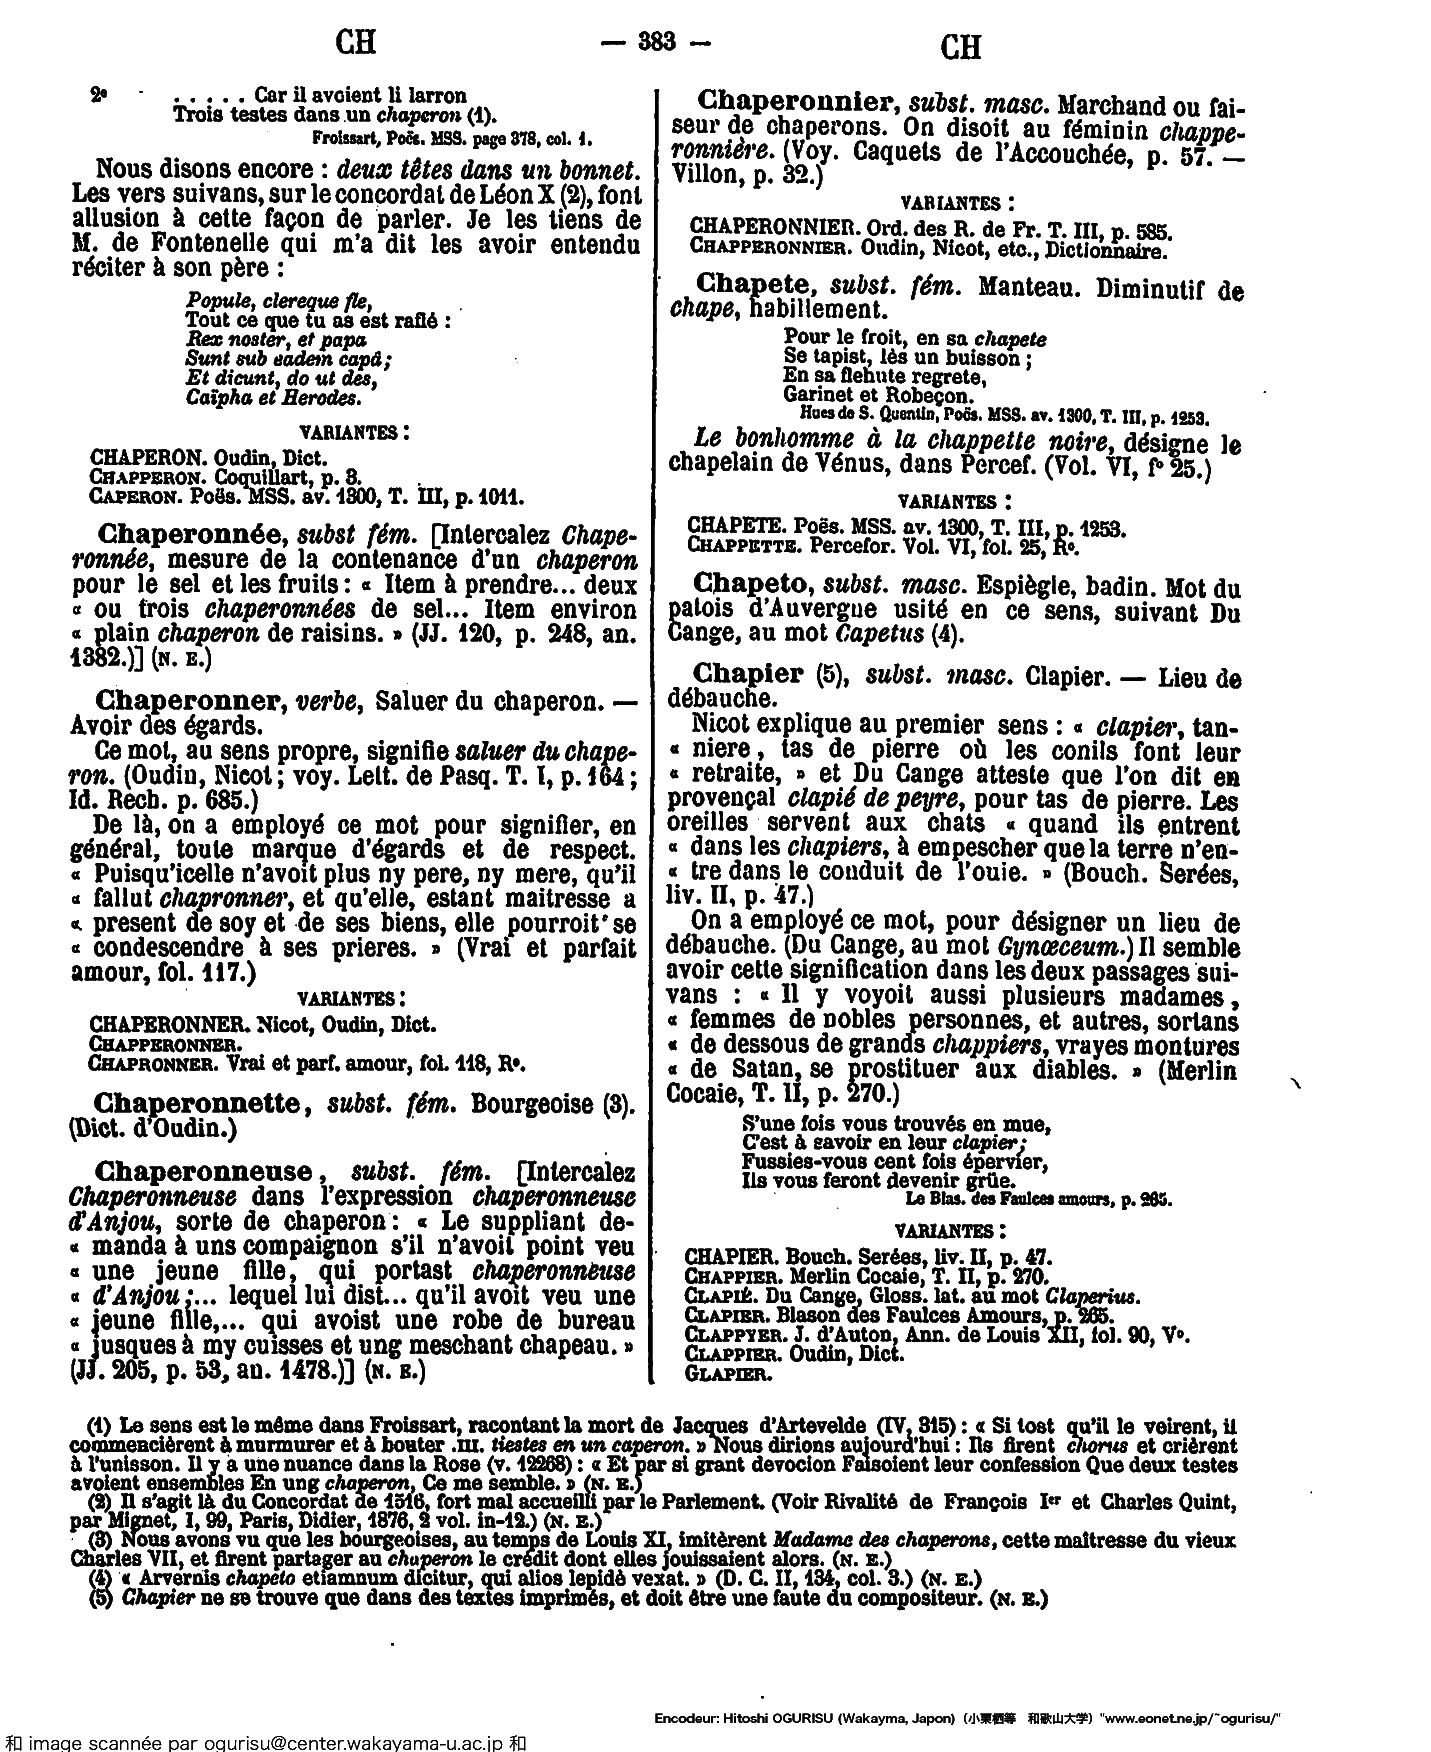 CH
— 383 —
CH
2° . . . . . Car il avoient li larron
Trois testes dans un chaperon (1).
Froissart, Poës. MSS. page 378, col. 1.
Nous disons encore : deux têtes dans un bonnet.
Les vers suivans, sur le concordat de Léon X (2), font
allusion à cette façon de parler. Je les tiens de
M. de Fontenelle qui m'a dit les avoir entendu
réciter à son père :
Popule, clereque fle,
Tout ce que tu as est raflé :
Rex noster, et papa
Sunt sub eadem capâ ;
Et dicunt, do ut des,
Caïpha et Herodes.
VARIANTES :
CHAPERON. Oudin, Dict.
CHAPPERON. Coquillart, p. 3.
CAPERON. Poës. MSS. av. 1300, T. III, p. 1011.
Chaperonnée, subst fém. [Intercalez Chape-
ronnée, mesure de la contenance d'un chaperon
pour le sel et les fruits : « Item à prendre... deux
« ou trois chaperonnées de sel... Item environ
« plain chaperon de raisins. » (JJ. 120, p. 248, an.
1382.)] (N. E.)
Chaperonner, verbe, Saluer du chaperon. —
Avoir des égards.
Ce mot, au sens propre, signifie saluer du chape-
ron. (Oudin, Nicot ; voy. Lett. de Pasq. T. I, p. 164 ;
Id. Rech. p. 685.)
De là, on a employé ce mot pour signifier, en
général, toute marque d'égards et de respect.
« Puisqu'icelle n'avoit plus ny pere, ny mere, qu'il
« fallut chapronner, et qu'elle, estant maitresse a
« present de soy et de ses biens, elle pourroit se
« condescendre à ses prieres. » (Vrai et parfait
amour, fol. 117.)
VARIANTES :
CHAPERONNER. Nicot, Oudin, Dict.
CHAPPERONNER.
CHAPRONNER. Vrai et parf. amour, fol. 118, R°.
Chaperonnette, subst. fém. Bourgeoise (3).
(Dict. d'Oudin.)
Chaperonneuse, subst. fém. [Intercalez
Chaperonneuse dans l'expression chaperonneuse
d'Anjou, sorte de chaperon : « Le suppliant de-
« manda à uns compaignon s'il n'avoit point veu
« une jeune fille, qui portast chaperonneuse
« d'Anjou ;... lequel lui dist... qu'il avoit veu une
« jeune fille,... qui avoist une robe de bureau
« jusques à my cuisses et ung meschant chapeau. »
(JJ. 205, p. 53, an. 1478.)] (N. E.)
Chaperonnier, subst. masc. Marchand ou fai-
seur de chaperons. On disoit au féminin chappe-
ronnière. (Voy. Caquets de l'Accouchée, p. 57. —
Villon, p. 32.)
VARIANTES :
CHAPERONNIER. Ord. des R. de Fr. T. III, p. 585.
CHAPPERONNIER. Oudin, Nicot, etc., Dictionnaire.
Chapete, subst. fém. Manteau. Diminutif de
chape, habillement.
Pour le froit, en sa chapete
Se tapist, lès un buisson ;
En sa flehute regrete,
Garinet et Robeçon.
Hues de S. Quentin, Poës. MSS. av. 1300, T. III, p. 1253.
Le bonhomme à la chappette noire, désigne le
chapelain de Vénus, dans Percef. (Vol. VI, f° 25.)
VARIANTES :
CHAPETE. Poës. MSS. av. 1300, T. III, p. 1253.
CHAPPETTE. Percefor. Vol. VI, fol. 25, R°.
Chapeto, subst. masc. Espiègle, badin. Mot du
patois d'Auvergne usité en ce sens, suivant Du
Cange, au mot Capetus (4).
Chapier (5), subst. masc. Clapier. — Lieu de
débauche.
Nicot explique au premier sens : « clapier, tan-
« niere, tas de pierre où les conils font leur
« retraite, » et Du Cange atteste que l'on dit en
provençal clapié de peyre, pour tas de pierre. Les
oreilles servent aux chats « quand ils entrent
« dans les chapiers, à empescher que la terre n'en-
« tre dans le conduit de l'ouie. » (Bouch. Serées,
liv. II, p. 47.)
On a employé ce mot, pour désigner un lieu de
débauche. (Du Cange, au mot Gynœceum.) Il semble
avoir cette signification dans les deux passages sui-
vans : « Il y voyoit aussi plusieurs madames,
« femmes de nobles personnes, et autres, sortans
« de dessous de grands chappiers, vrayes montures
« de Satan, se prostituer aux diables. » (Merlin
Cocaie, T. II, p. 270.)
S'une fois vous trouvés en mue,
C'est à savoir en leur clapier ;
Fussies-vous cent fois épervier,
Ils vous feront devenir grüe.
Le Blas. des Faulces amours, p. 265.
VARIANTES :
CHAPIER. Bouch. Serées, liv. II, p. 47.
CHAPPIER. Merlin Cocaie, T. II, p. 270.
CLAPIÉ. Du Cange, Gloss. lat. au mot Claperius.
CLAPIER. Blason des Faulces Amours, p. 265.
CLAPPYER. J. d'Auton, Ann. de Louis XII, fol. 90, V°.
CLAPPIER. Oudin, Dict.
GLAPIER.
(1) Le sens est le même dans Froissart, racontant la mort de Jacques d'Artevelde (IV, 315) : « Si tost qu'il le veirent, il
commencièrent à murmurer et à bouter .III. tiestes en un caperon. » Nous dirions aujourd'hui : Ils firent chorus et crièrent
à l'unisson. Il y a une nuance dans la Rose (v. 12268) : « Et par si grant devocion Faisoient leur confession Que deux testes
avoient ensembles En ung chaperon, Ce me semble. » (N. E.)
(2) Il s'agit là du Concordat de 1516, fort mal accueilli par le Parlement. (Voir Rivalité de François Ier et Charles Quint,
par Mignet, I, 99, Paris, Didier, 1876, 2 vol. in-12.) (N. E.)
(3) Nous avons vu que les bourgeoises, au temps de Louis XI, imitèrent Madame des chaperons, cette maîtresse du vieux
Charles VII, et firent partager au chaperon le crédit dont elles jouissaient alors. (N. E.)
(4) « Arvernis chapeto etiamnum dicitur, qui alios lepidè vexat. » (D. C. II, 134, col. 3.) (N. E.)
(5) Chapier ne se trouve que dans des textes imprimés, et doit être une faute du compositeur. (N. E.)
Encodeur: Hitoshi OGURISU (Wakayma, Japon) (小栗栖等 和歌山大学) "www.eonet.ne.jp/~ogurisu/"
和 image scannée par ogurisu@center.wakayama-u.ac.jp 和